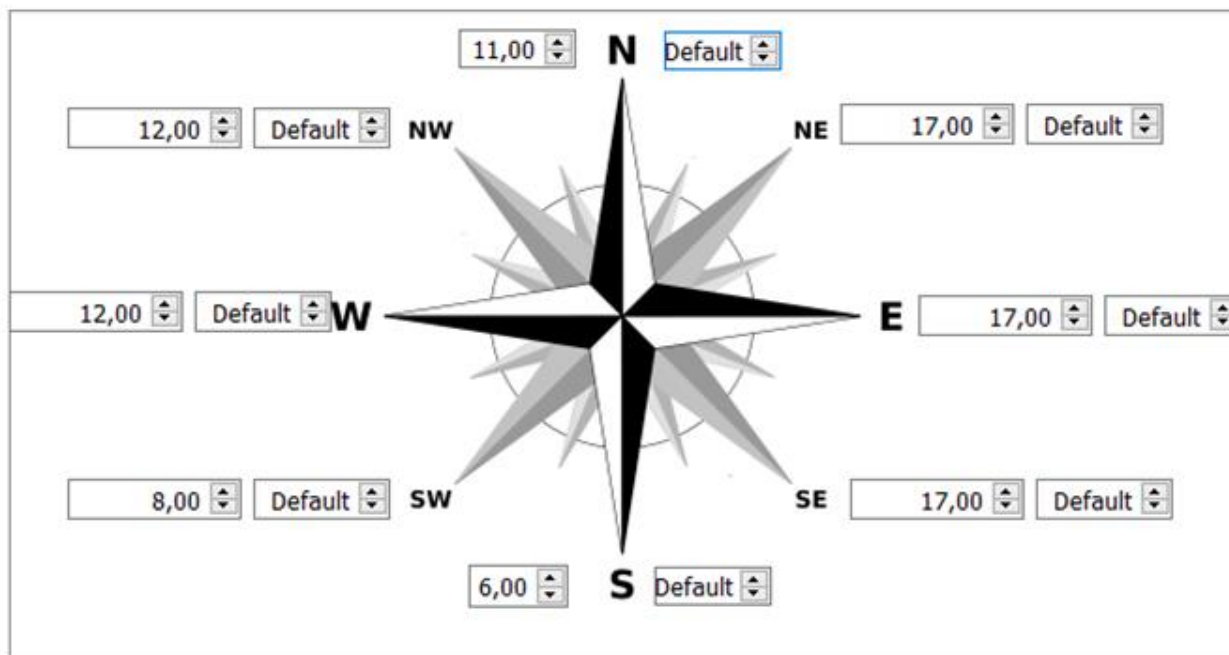 11,00 N Default
12,00 Default NW NE 17,00 Default
12,00 Default W E 17,00 Default
8,00 Default SW SE 17,00 Default
6,00 S Default